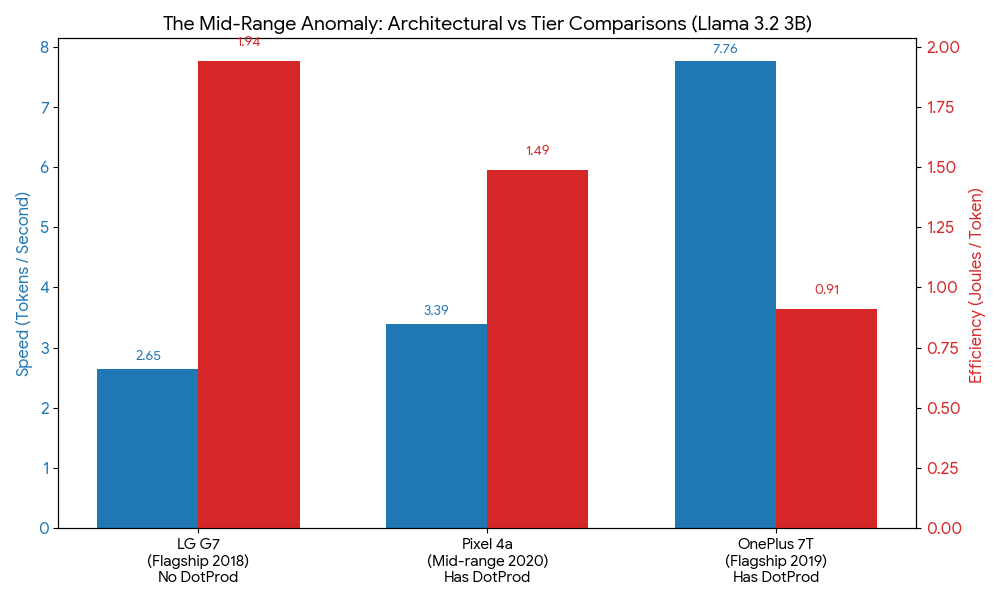 The Mid-Range Anomaly: Architectural vs Tier Comparisons (Llama 3.2 3B)
Speed (Tokens / Second)
8
7
6
5
4
3
2
1
0
2.65
1.94
3.39
1.49
7.76
0.91
2.00
1.75
1.50
1.25
1.00
0.75
0.50
0.25
0.00
Efficiency (Joules / Token)
LG G7
(Flagship 2018)
No DotProd
Pixel 4a
(Mid-range 2020)
Has DotProd
OnePlus 7T
(Flagship 2019)
Has DotProd